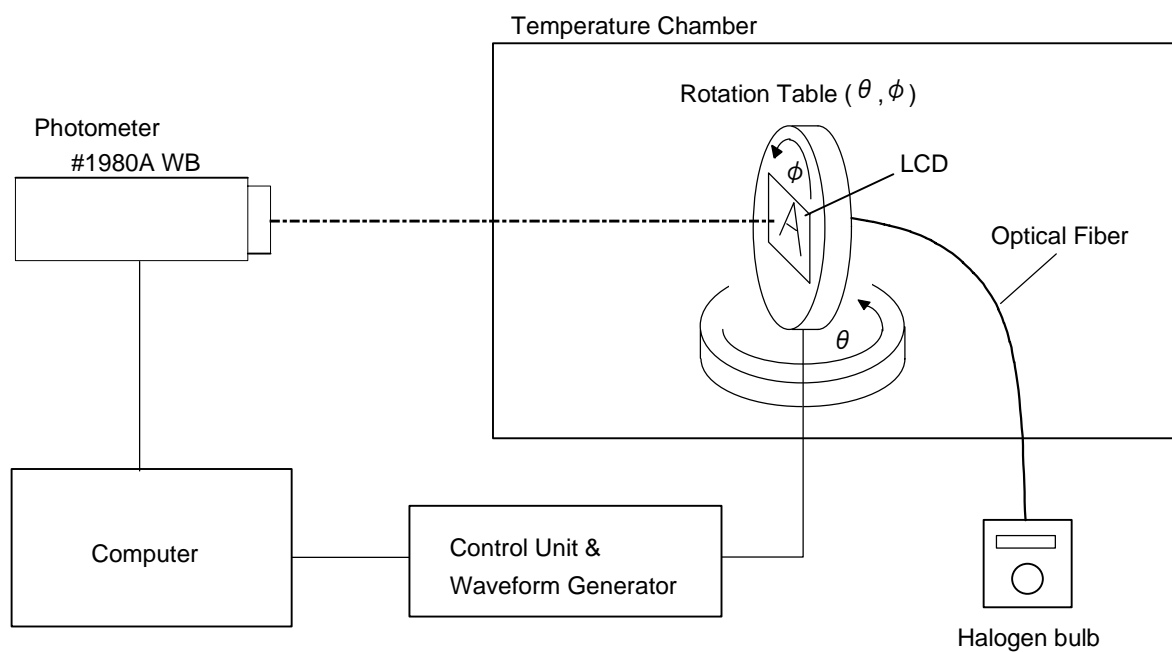 Temperature Chamber
Rotation Table ( θ , φ )
Photometer
#1980A WB
φ
LCD
A
Optical Fiber
θ
Computer
Control Unit &
Waveform Generator
Halogen bulb